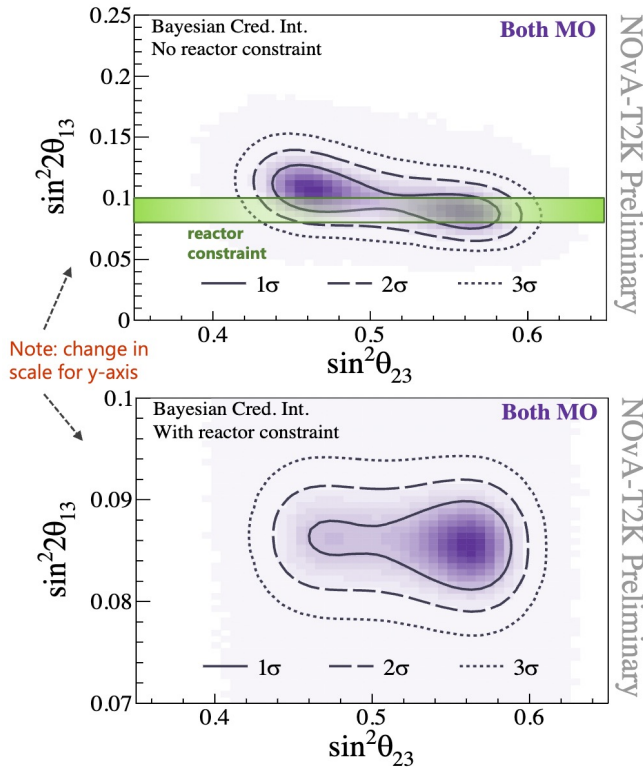 0.25
Bayesian Cred. Int.
No reactor constraint
Both MO
NOvA-T2K Preliminary
0.2
0.15
sin²2θ₁₃
0.1
reactor
constraint
0.05
1σ 2σ 3σ
0
0.4 0.5 0.6
sin²θ₂₃
Note: change in
scale for y-axis
0.1
Bayesian Cred. Int.
With reactor constraint
Both MO
NOvA-T2K Preliminary
0.09
sin²2θ₁₃
0.08
1σ 2σ 3σ
0.07
0.4 0.5 0.6
sin²θ₂₃